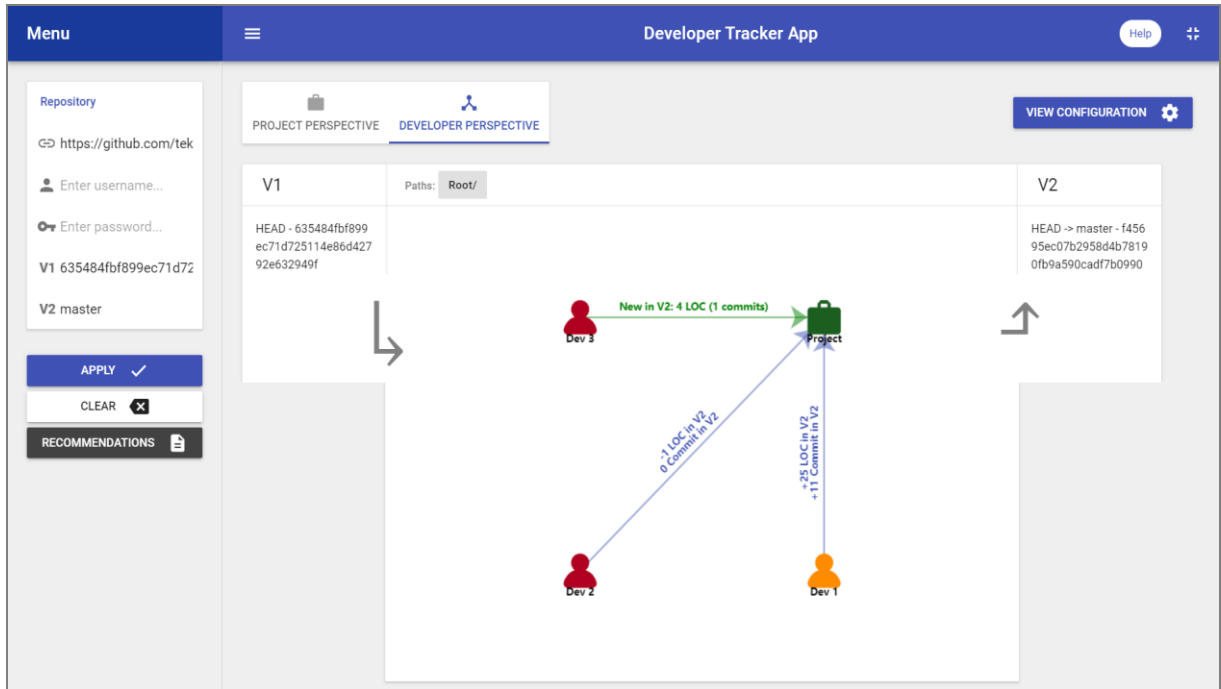 Menu
Developer Tracker App
Help
Repository
https://github.com/tek
Enter username...
Enter password...
V1 635484fbf899ec71d72
V2 master
APPLY
CLEAR
RECOMMENDATIONS
PROJECT PERSPECTIVE
DEVELOPER PERSPECTIVE
VIEW CONFIGURATION
V1
Paths: Root/
V2
HEAD - 635484fbf899
ec71d725114e86d427
92e632949f
HEAD -> master - f456
95ec07b2958d4b7819
0fb9a590cadf7b0990
New in V2: 4 LOC (1 commits)
Dev 3
Project
-1 LOC in V2
0 Commit in V2
+25 LOC in V2
+11 Commit in V2
Dev 2
Dev 1